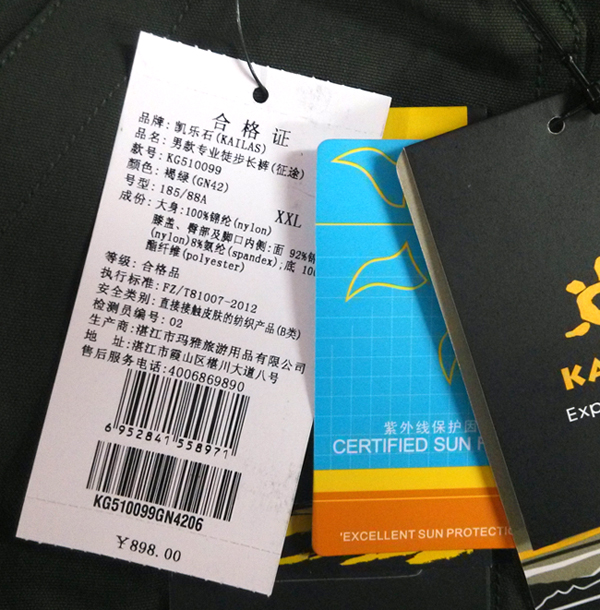 合格证
品牌: 凯乐石(KAILAS)
品名: 男款专业徒步长裤(征途)
款号: KG510099
颜色: 褐绿(GN42)
号型: 185/88A
XXL
成份: 大身:100%锦纶(nylon)
膝盖、臀部及脚口内侧:面 92%锦
(nylon)8%氨纶(spandex);底 100
酯纤维(polyester)
等级: 合格品
执行标准: FZ/T81007-2012
安全类别: 直接接触皮肤的纺织产品(B类)
检测员编号: 02
生产商: 湛江市玛雅旅游用品有限公司
地 址: 湛江市霞山区椹川大道八号
售后服务电话: 4006869890
6 952841 558971
KG510099GN4206
¥898.00
紫外线保护因
CERTIFIED SUN
'EXCELLENT SUN PROTECTIO
KA
Exp